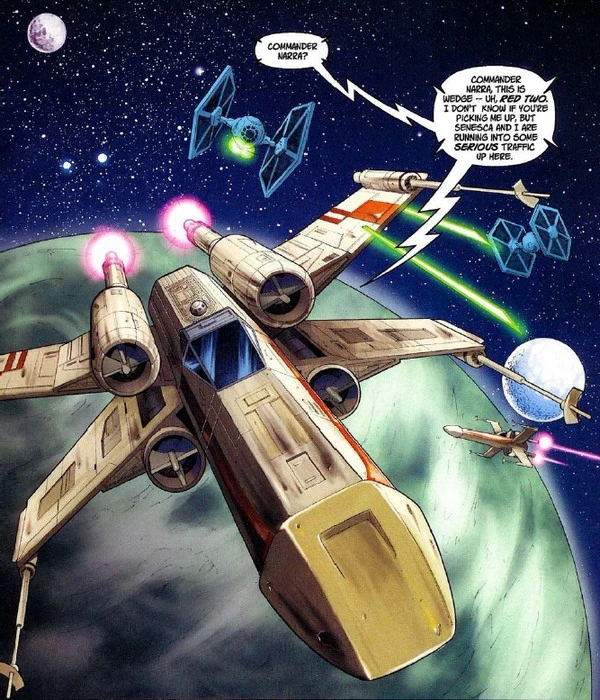 COMMANDER
NARRA?
COMMANDER
NARRA, THIS IS
WEDGE -- UH, RED TWO.
I DON'T KNOW IF YOU'RE
PICKING ME UP, BUT
SENESCA AND I ARE
RUNNING INTO SOME
SERIOUS TRAFFIC
UP HERE.